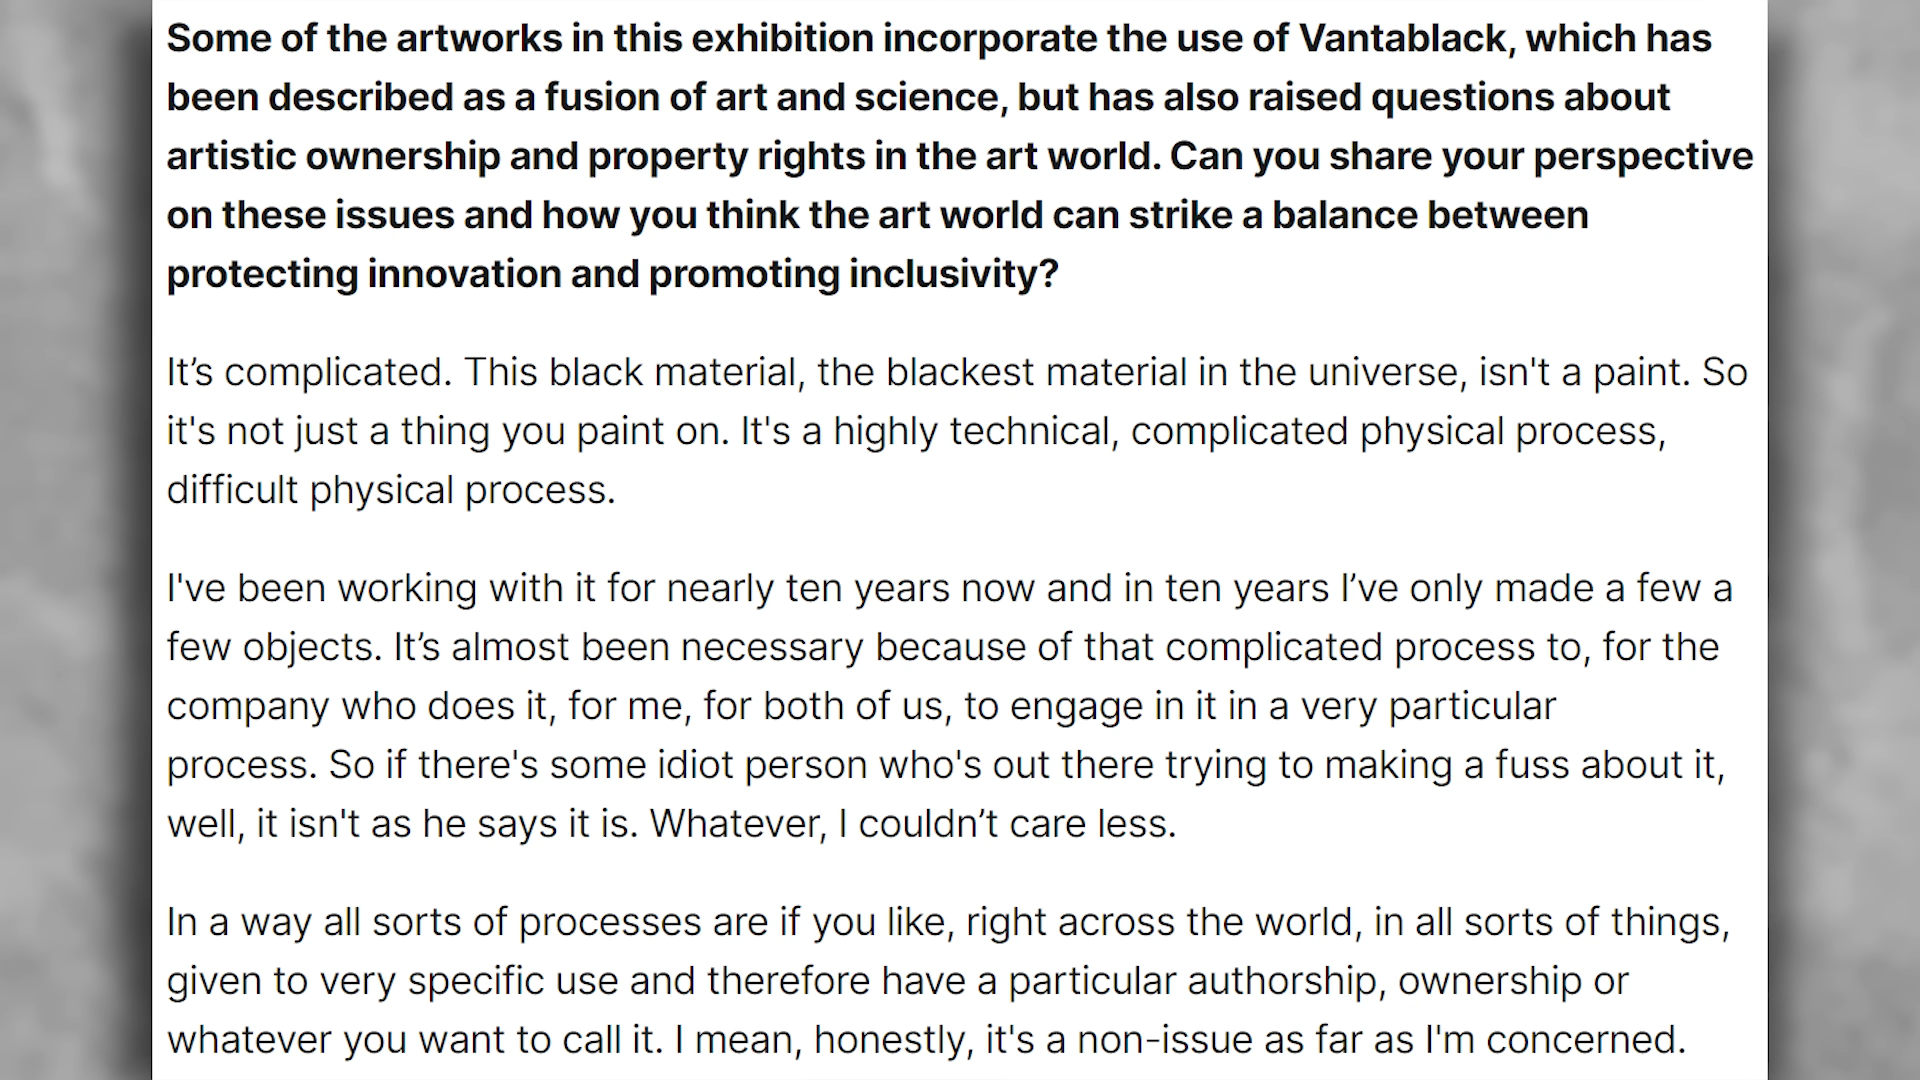 Some of the artworks in this exhibition incorporate the use of Vantablack, which has
been described as a fusion of art and science, but has also raised questions about
artistic ownership and property rights in the art world. Can you share your perspective
on these issues and how you think the art world can strike a balance between
protecting innovation and promoting inclusivity?
It’s complicated. This black material, the blackest material in the universe, isn't a paint. So
it's not just a thing you paint on. It's a highly technical, complicated physical process,
difficult physical process.
I've been working with it for nearly ten years now and in ten years I’ve only made a few a
few objects. It’s almost been necessary because of that complicated process to, for the
company who does it, for me, for both of us, to engage in it in a very particular
process. So if there's some idiot person who's out there trying to making a fuss about it,
well, it isn't as he says it is. Whatever, I couldn’t care less.
In a way all sorts of processes are if you like, right across the world, in all sorts of things,
given to very specific use and therefore have a particular authorship, ownership or
whatever you want to call it. I mean, honestly, it's a non-issue as far as I'm concerned.